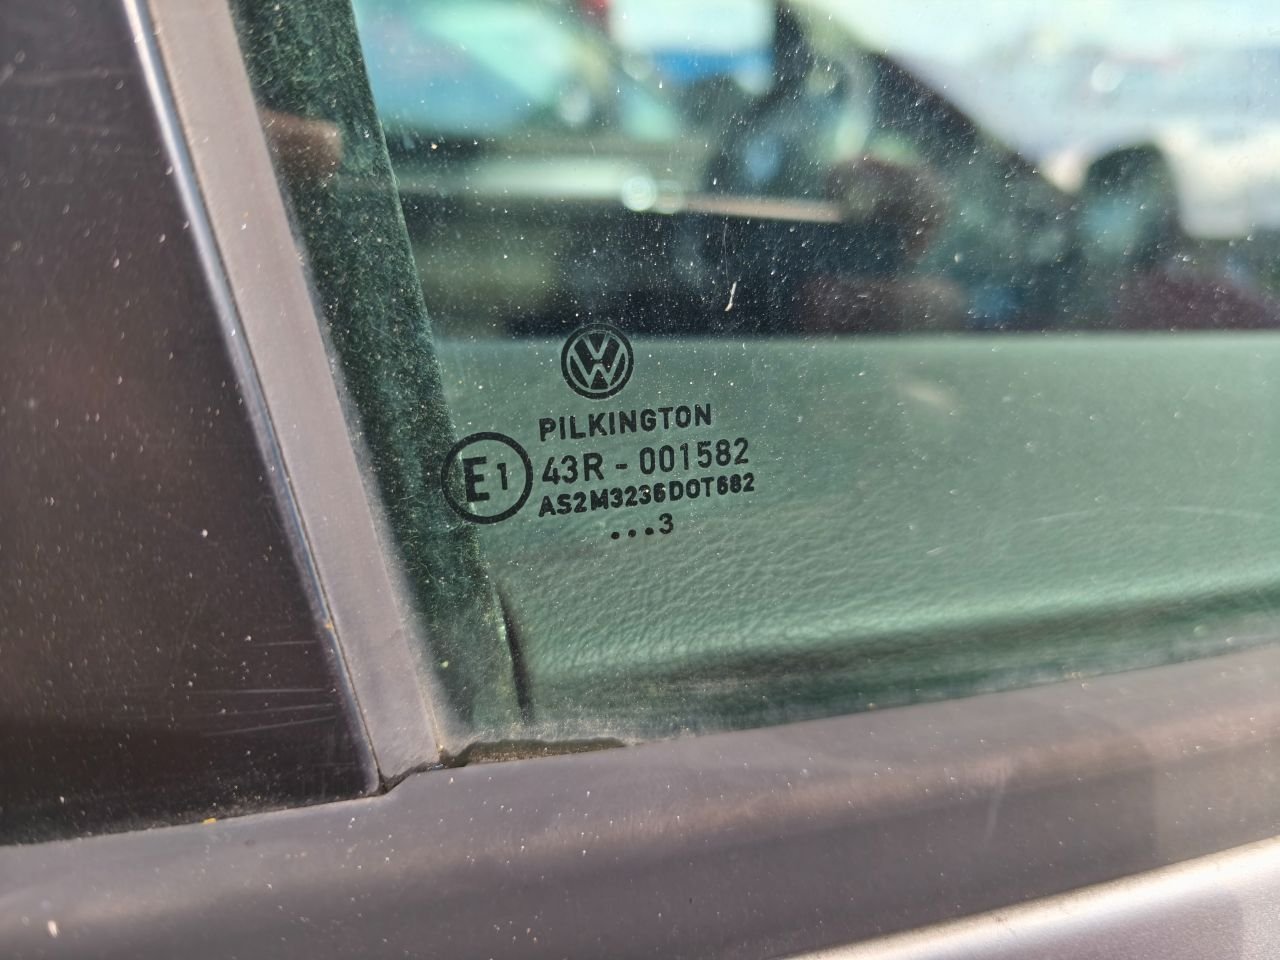 PILKINGTON
E1
43R - 001582
AS2M3236DOT682
...3